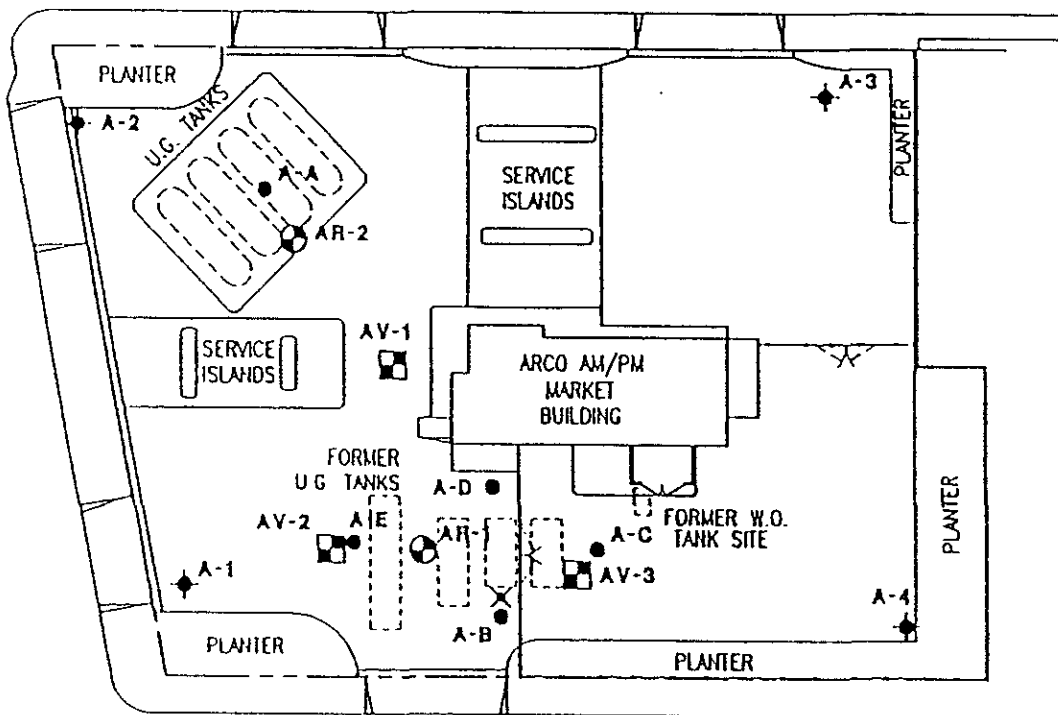 PLANTER
A-3
A-2
U.G. TANKS
PLANTER
A-A
SERVICE
ISLANDS
AR-2
AV-1
SERVICE
ISLANDS
ARCO AM/PM
MARKET
BUILDING
FORMER
U G TANKS
A-D
PLANTER
AV-2
A-E
AR-1
A-C
FORMER W.O.
TANK SITE
A-1
AV-3
A-4
A-B
PLANTER
PLANTER